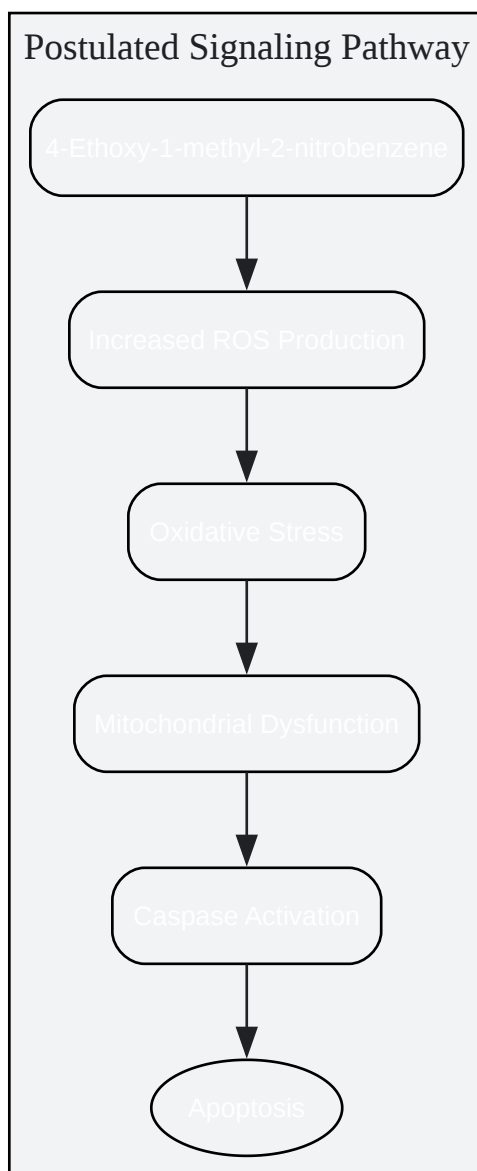 Postulated Signaling Pathway
4-Ethoxy-1-methyl-2-nitrobenzene
Increased ROS Production
Oxidative Stress
Mitochondrial Dysfunction
Caspase Activation
Apoptosis